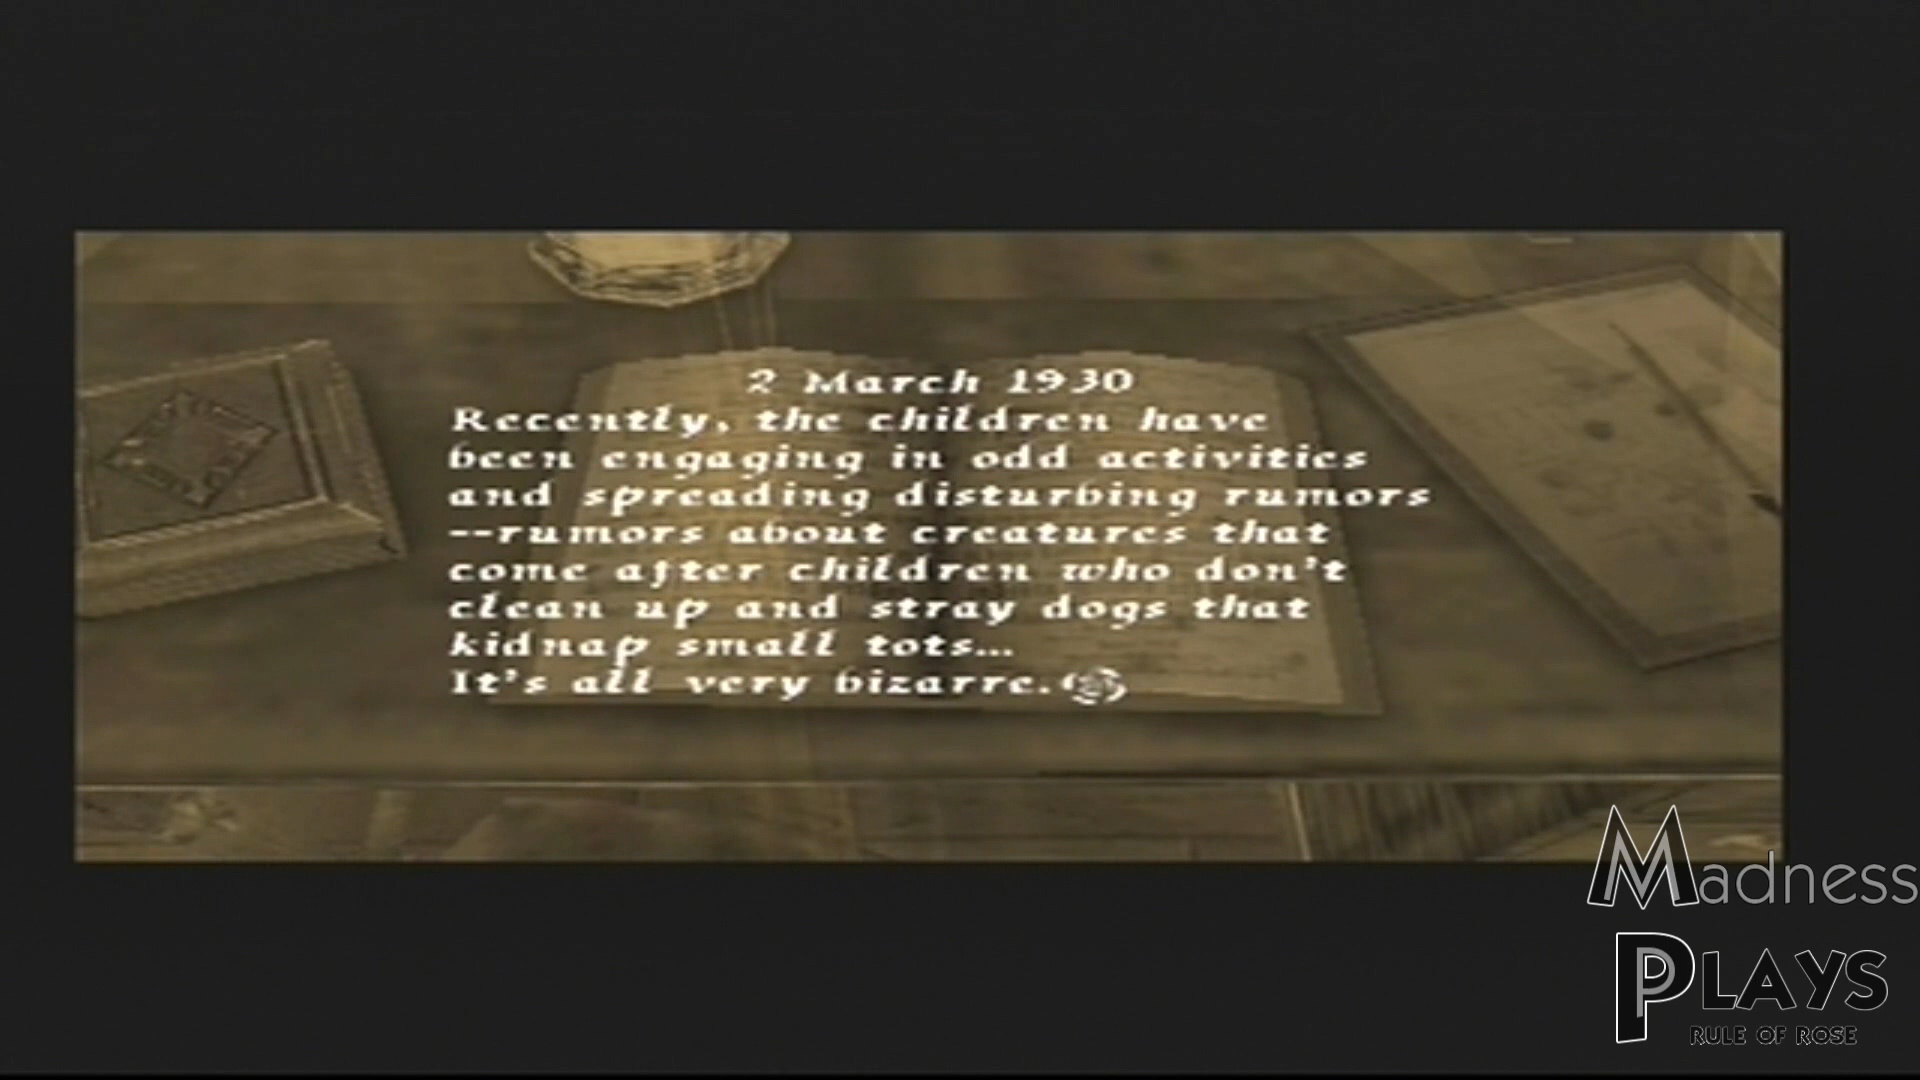 2 March 1930
Recently, the children have
been engaging in odd activities
and spreading disturbing rumors
--rumors about creatures that
come after children who don't
clean up and stray dogs that
kidnap small tots...
It's all very bizarre.
Madness
PLAYS
RULE OF ROSE